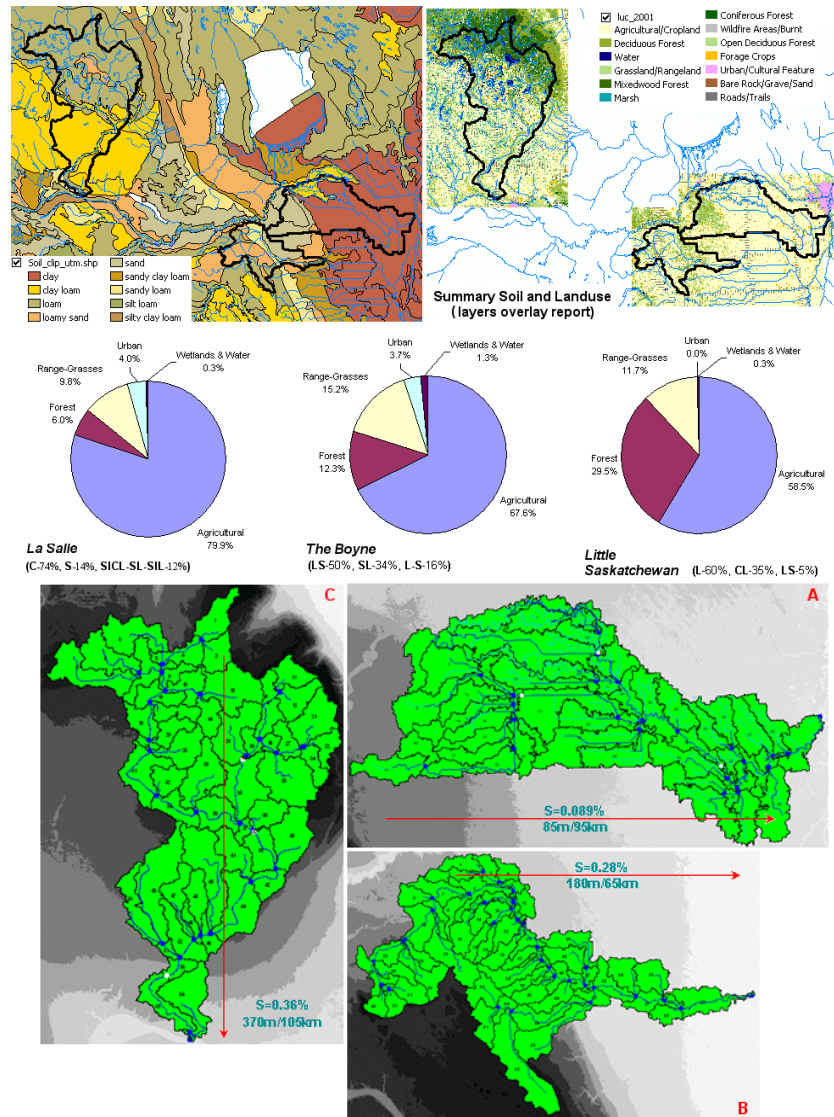 Soil_clip_utm.shp
clay
clay loam
loam
loamy sand
sand
sandy clay loam
sandy loam
silt loam
silty clay loam
luc_2001
Agricultural/Cropland
Deciduous Forest
Water
Grassland/Rangeland
Mixedwood Forest
Marsh
Coniferous Forest
Wildfire Areas/Burnt
Open Deciduous Forest
Forage Crops
Urban/Cultural Feature
Bare Rock/Grave/Sand
Roads/Trails
Summary Soil and Landuse
(layers overlay report)
Urban
4.0%
Wetlands & Water
0.3%
Range-Grasses
9.8%
Forest
6.0%
Agricultural
79.9%
La Salle
(C-74%, S-14%, SICL-SL-SIL-12%)
Urban
3.7%
Wetlands & Water
1.3%
Range-Grasses
15.2%
Forest
12.3%
Agricultural
67.6%
The Boyne
(LS-50%, SL-34%, L-S-16%)
Urban
0.0%
Wetlands & Water
0.3%
Range-Grasses
11.7%
Forest
29.5%
Agricultural
58.5%
Little
Saskatchewan (L-60%, CL-35%, LS-5%)
C
S=0.36%
370m/105km
A
S=0.089%
85m/95km
S=0.28%
180m/65km
B